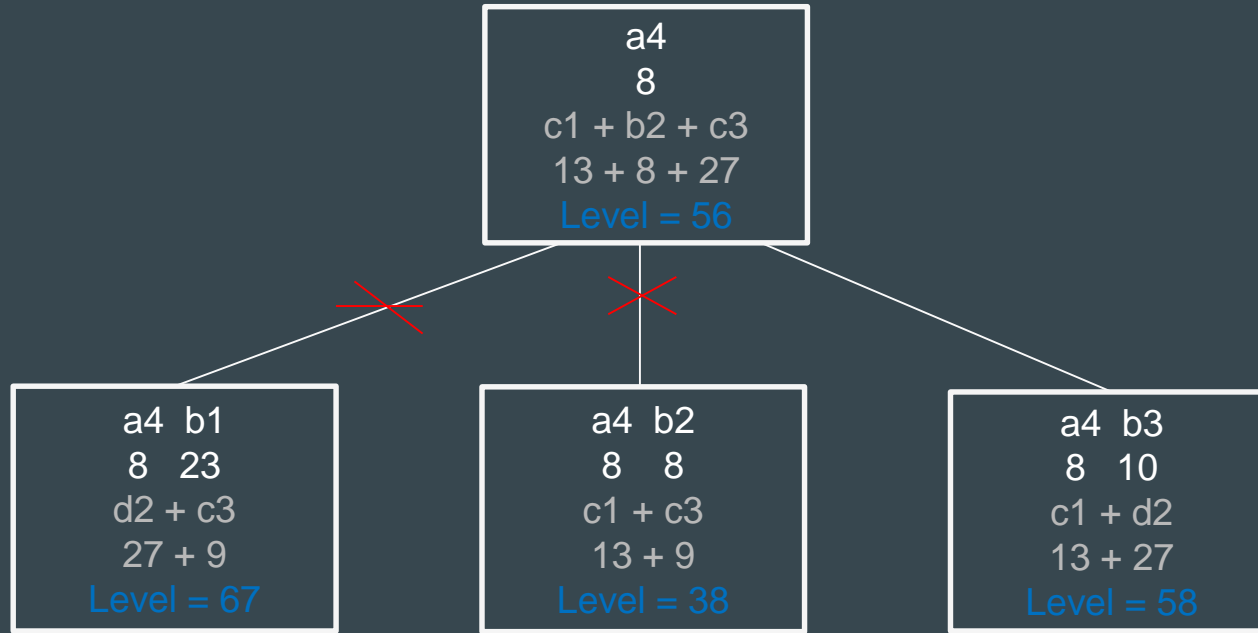 a4
8
c1 + b2 + c3
13 + 8 + 27
Level = 56
a4 b1
8 23
d2 + c3
27 + 9
Level = 67
a4 b2
8 8
c1 + c3
13 + 9
Level = 38
a4 b3
8 10
c1 + d2
13 + 27
Level = 58